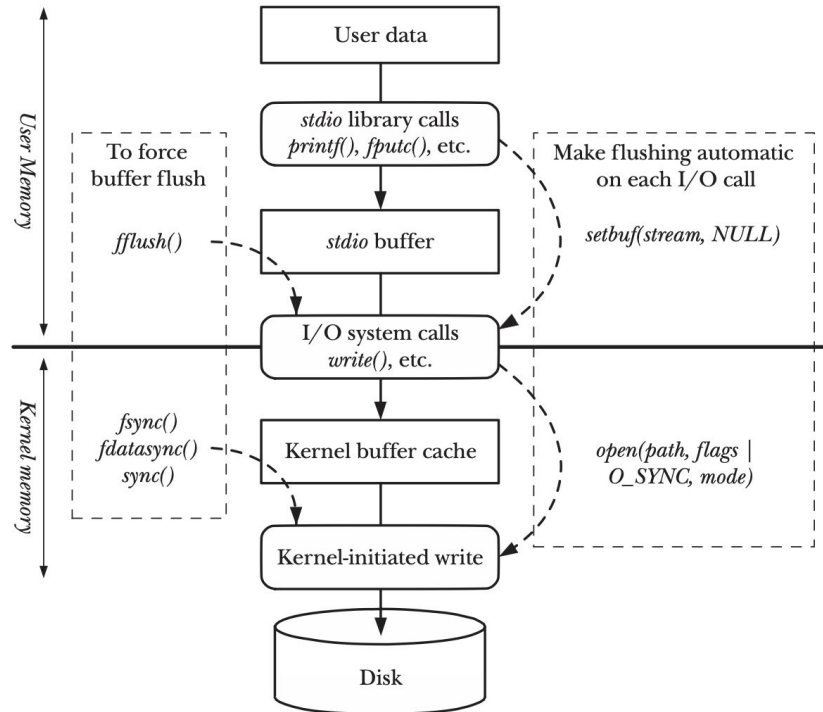 User data
User Memory
stdio library calls
printf(), fputc(), etc.
To force
buffer flush
Make flushing automatic
on each I/O call
fflush()
stdio buffer
setbuf(stream, NULL)
I/O system calls
write(), etc.
Kernel memory
fsync()
fdatasync()
sync()
Kernel buffer cache
open(path, flags |
O_SYNC, mode)
Kernel-initiated write
Disk